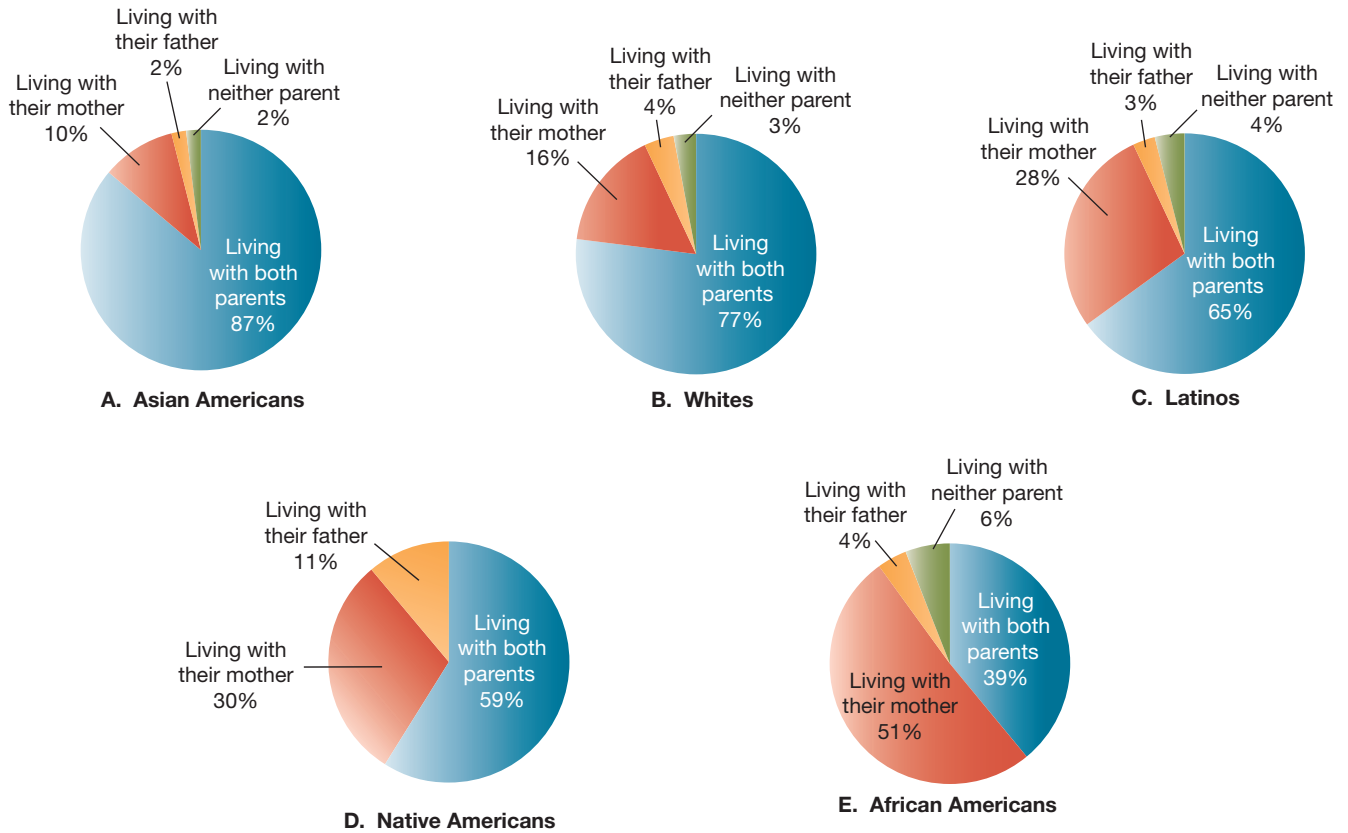 Living with
their father
2%
Living with
neither parent
2%
Living with
their mother
10%
Living
with both
parents
87%
A. Asian Americans
Living with
their father
4%
Living with
neither parent
3%
Living with
their mother
16%
Living
with both
parents
77%
B. Whites
Living with
their father
3%
Living with
neither parent
4%
Living with
their mother
28%
Living
with both
parents
65%
C. Latinos
Living with
their father
11%
Living with
their mother
30%
Living
with both
parents
59%
D. Native Americans
Living with
their father
4%
Living with
neither parent
6%
Living
with both
parents
39%
Living with
their mother
51%
E. African Americans